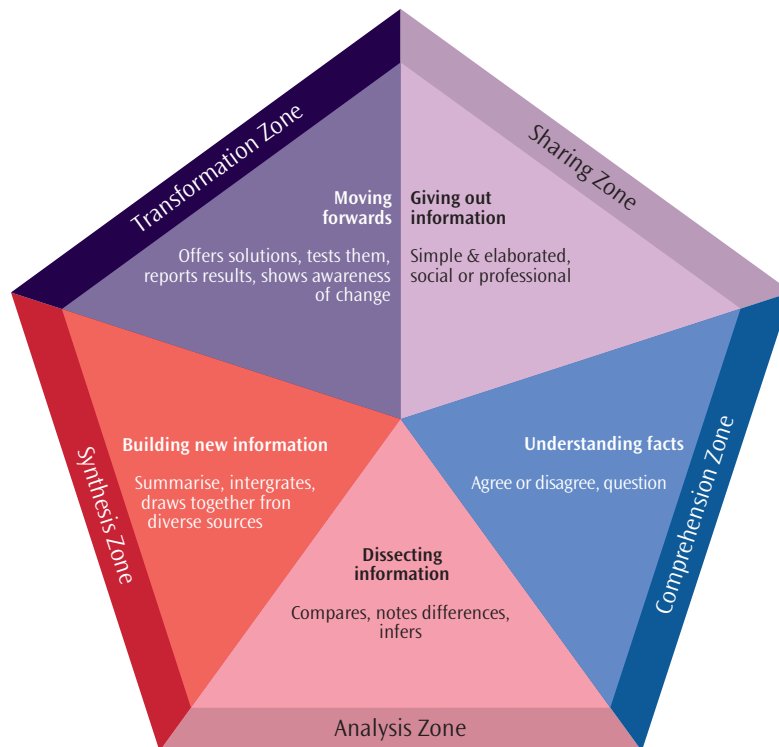 Transformation Zone
Moving
forwards
Offers solutions, tests them,
reports results, shows awareness
of change
Sharing Zone
Giving out
information
Simple & elaborated,
social or professional
Comprehension Zone
Understanding facts
Agree or disagree, question
Analysis Zone
Dissecting
information
Compares, notes differences,
infers
Synthesis Zone
Building new information
Summarise, intergrates,
draws together fron
diverse sources